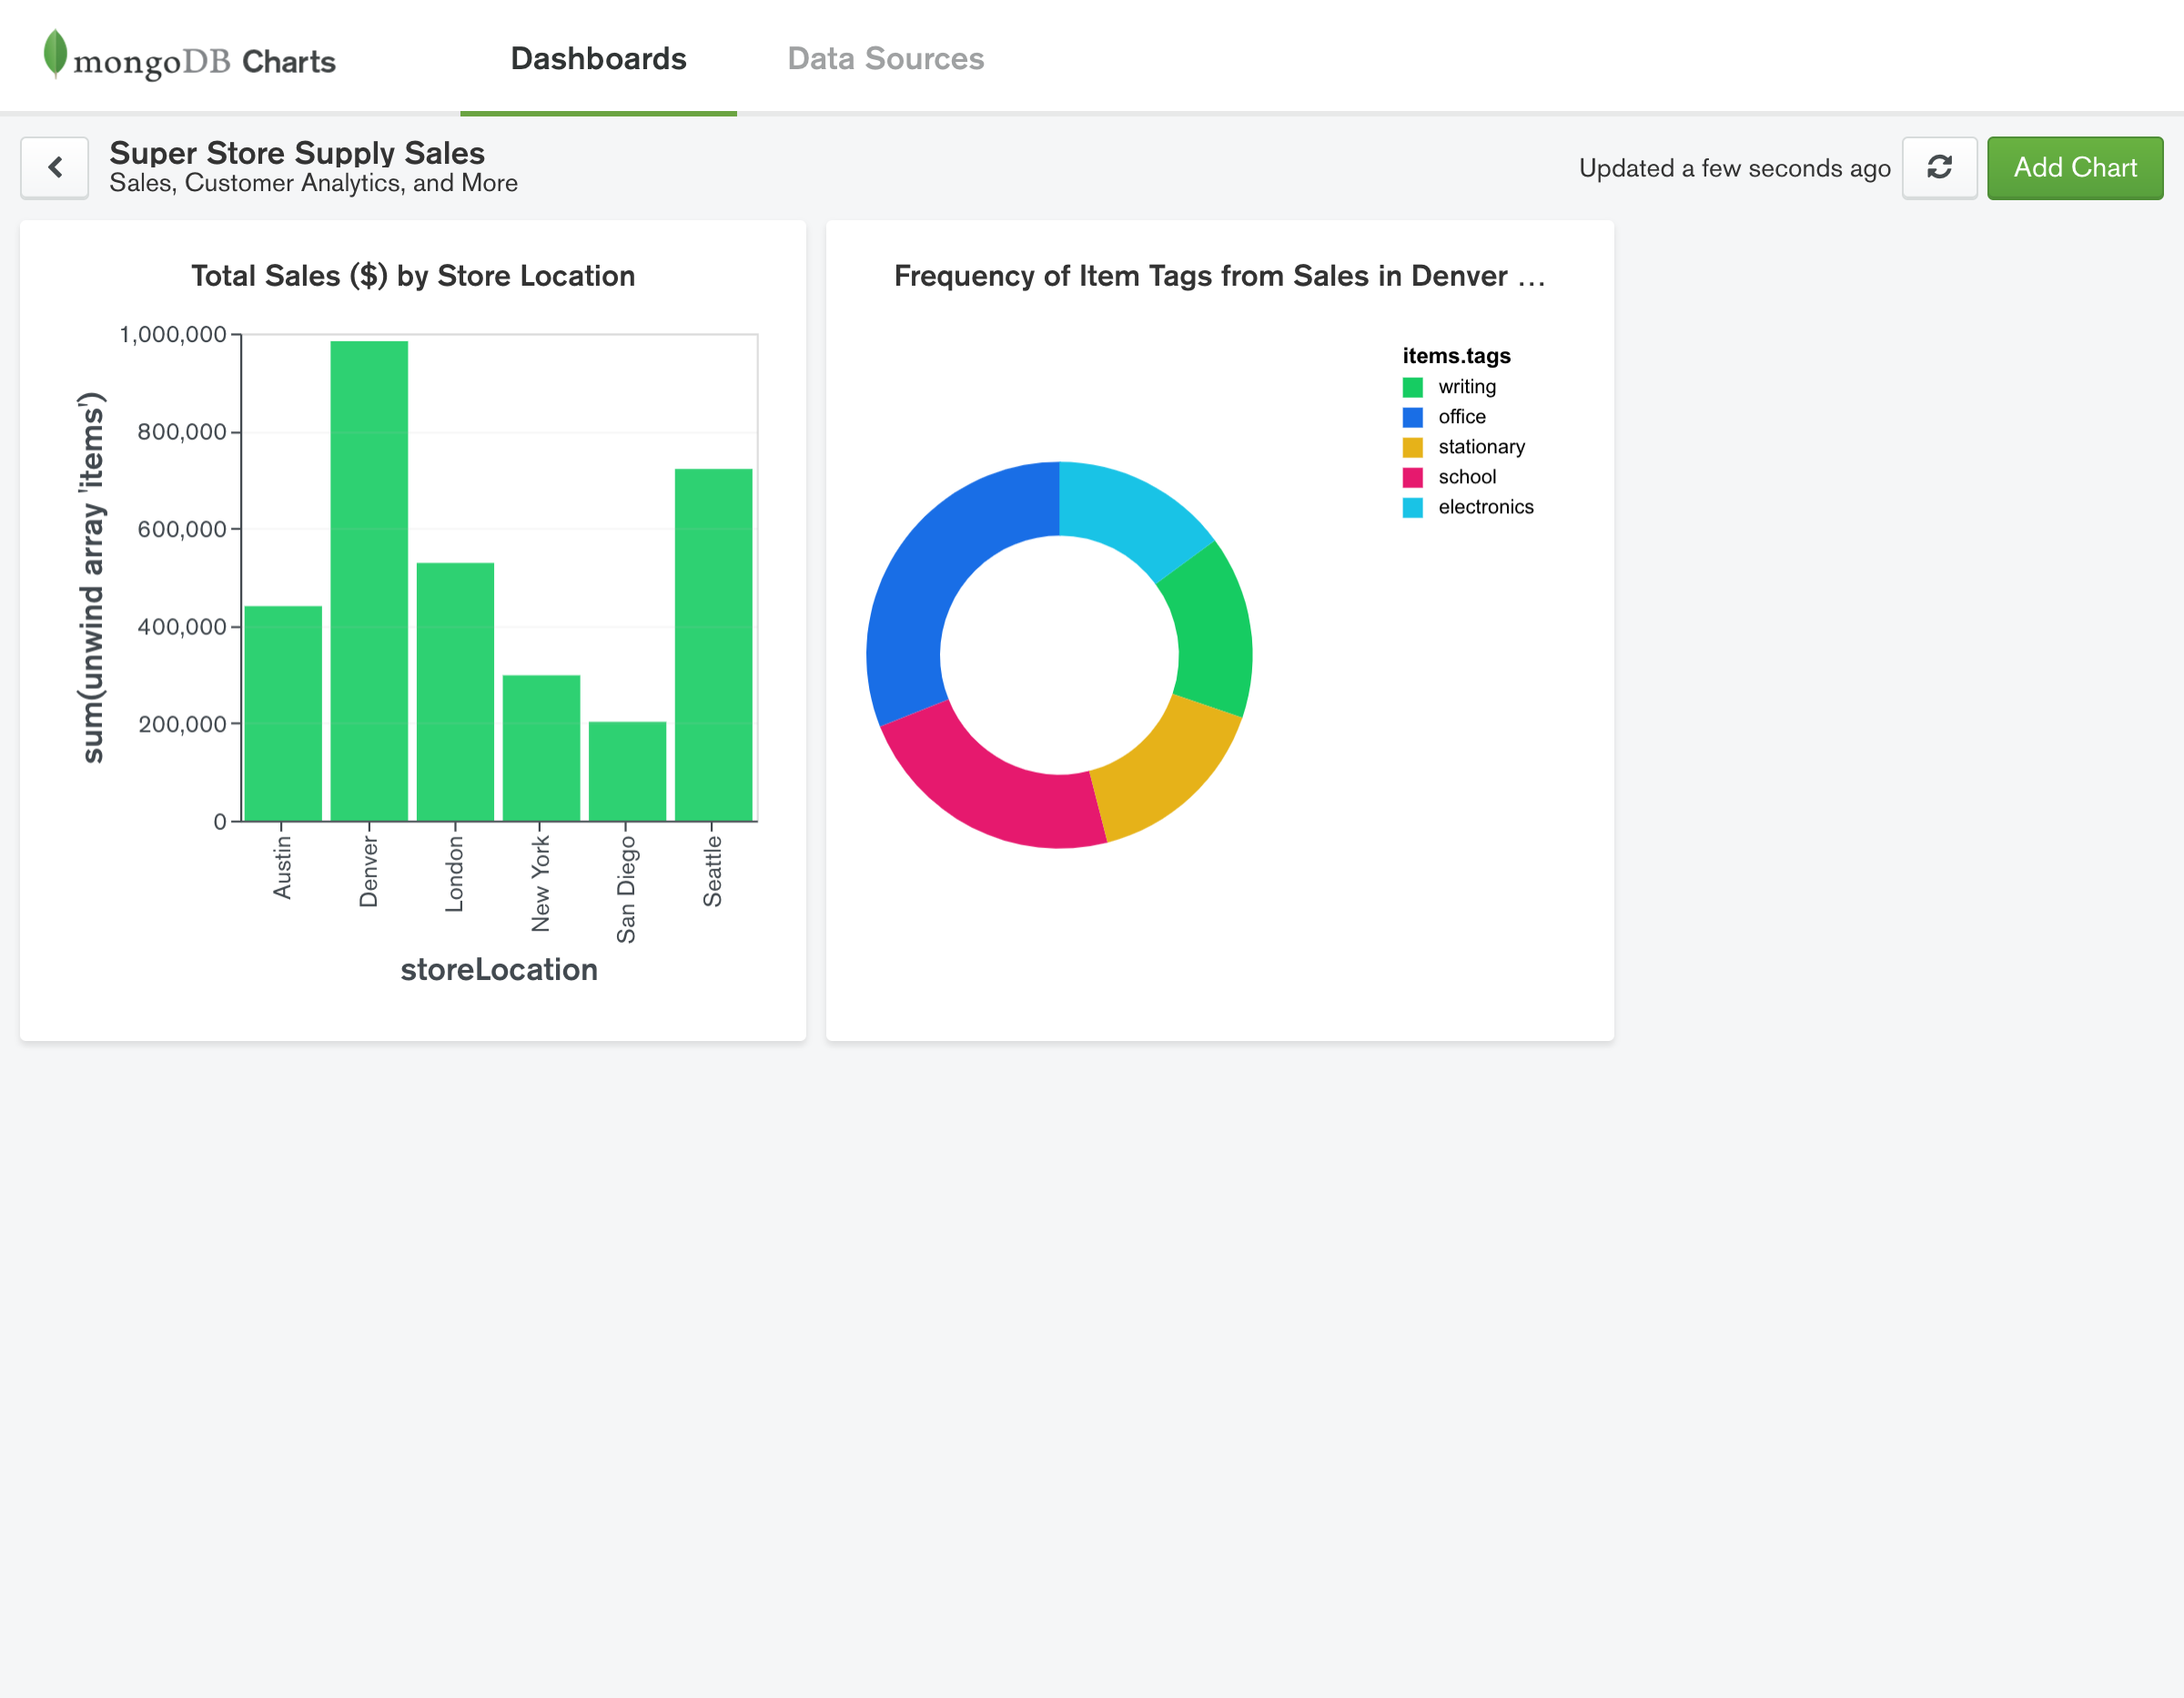 mongoDB Charts
Dashboards
Data Sources
Super Store Supply Sales
Sales, Customer Analytics, and More
Updated a few seconds ago
Add Chart
Total Sales ($) by Store Location
sum(unwind array 'items')
1,000,000
800,000
600,000
400,000
200,000
0
Austin
Denver
London
New York
San Diego
Seattle
storeLocation
Frequency of Item Tags from Sales in Denver ...
items.tags
writing
office
stationary
school
electronics